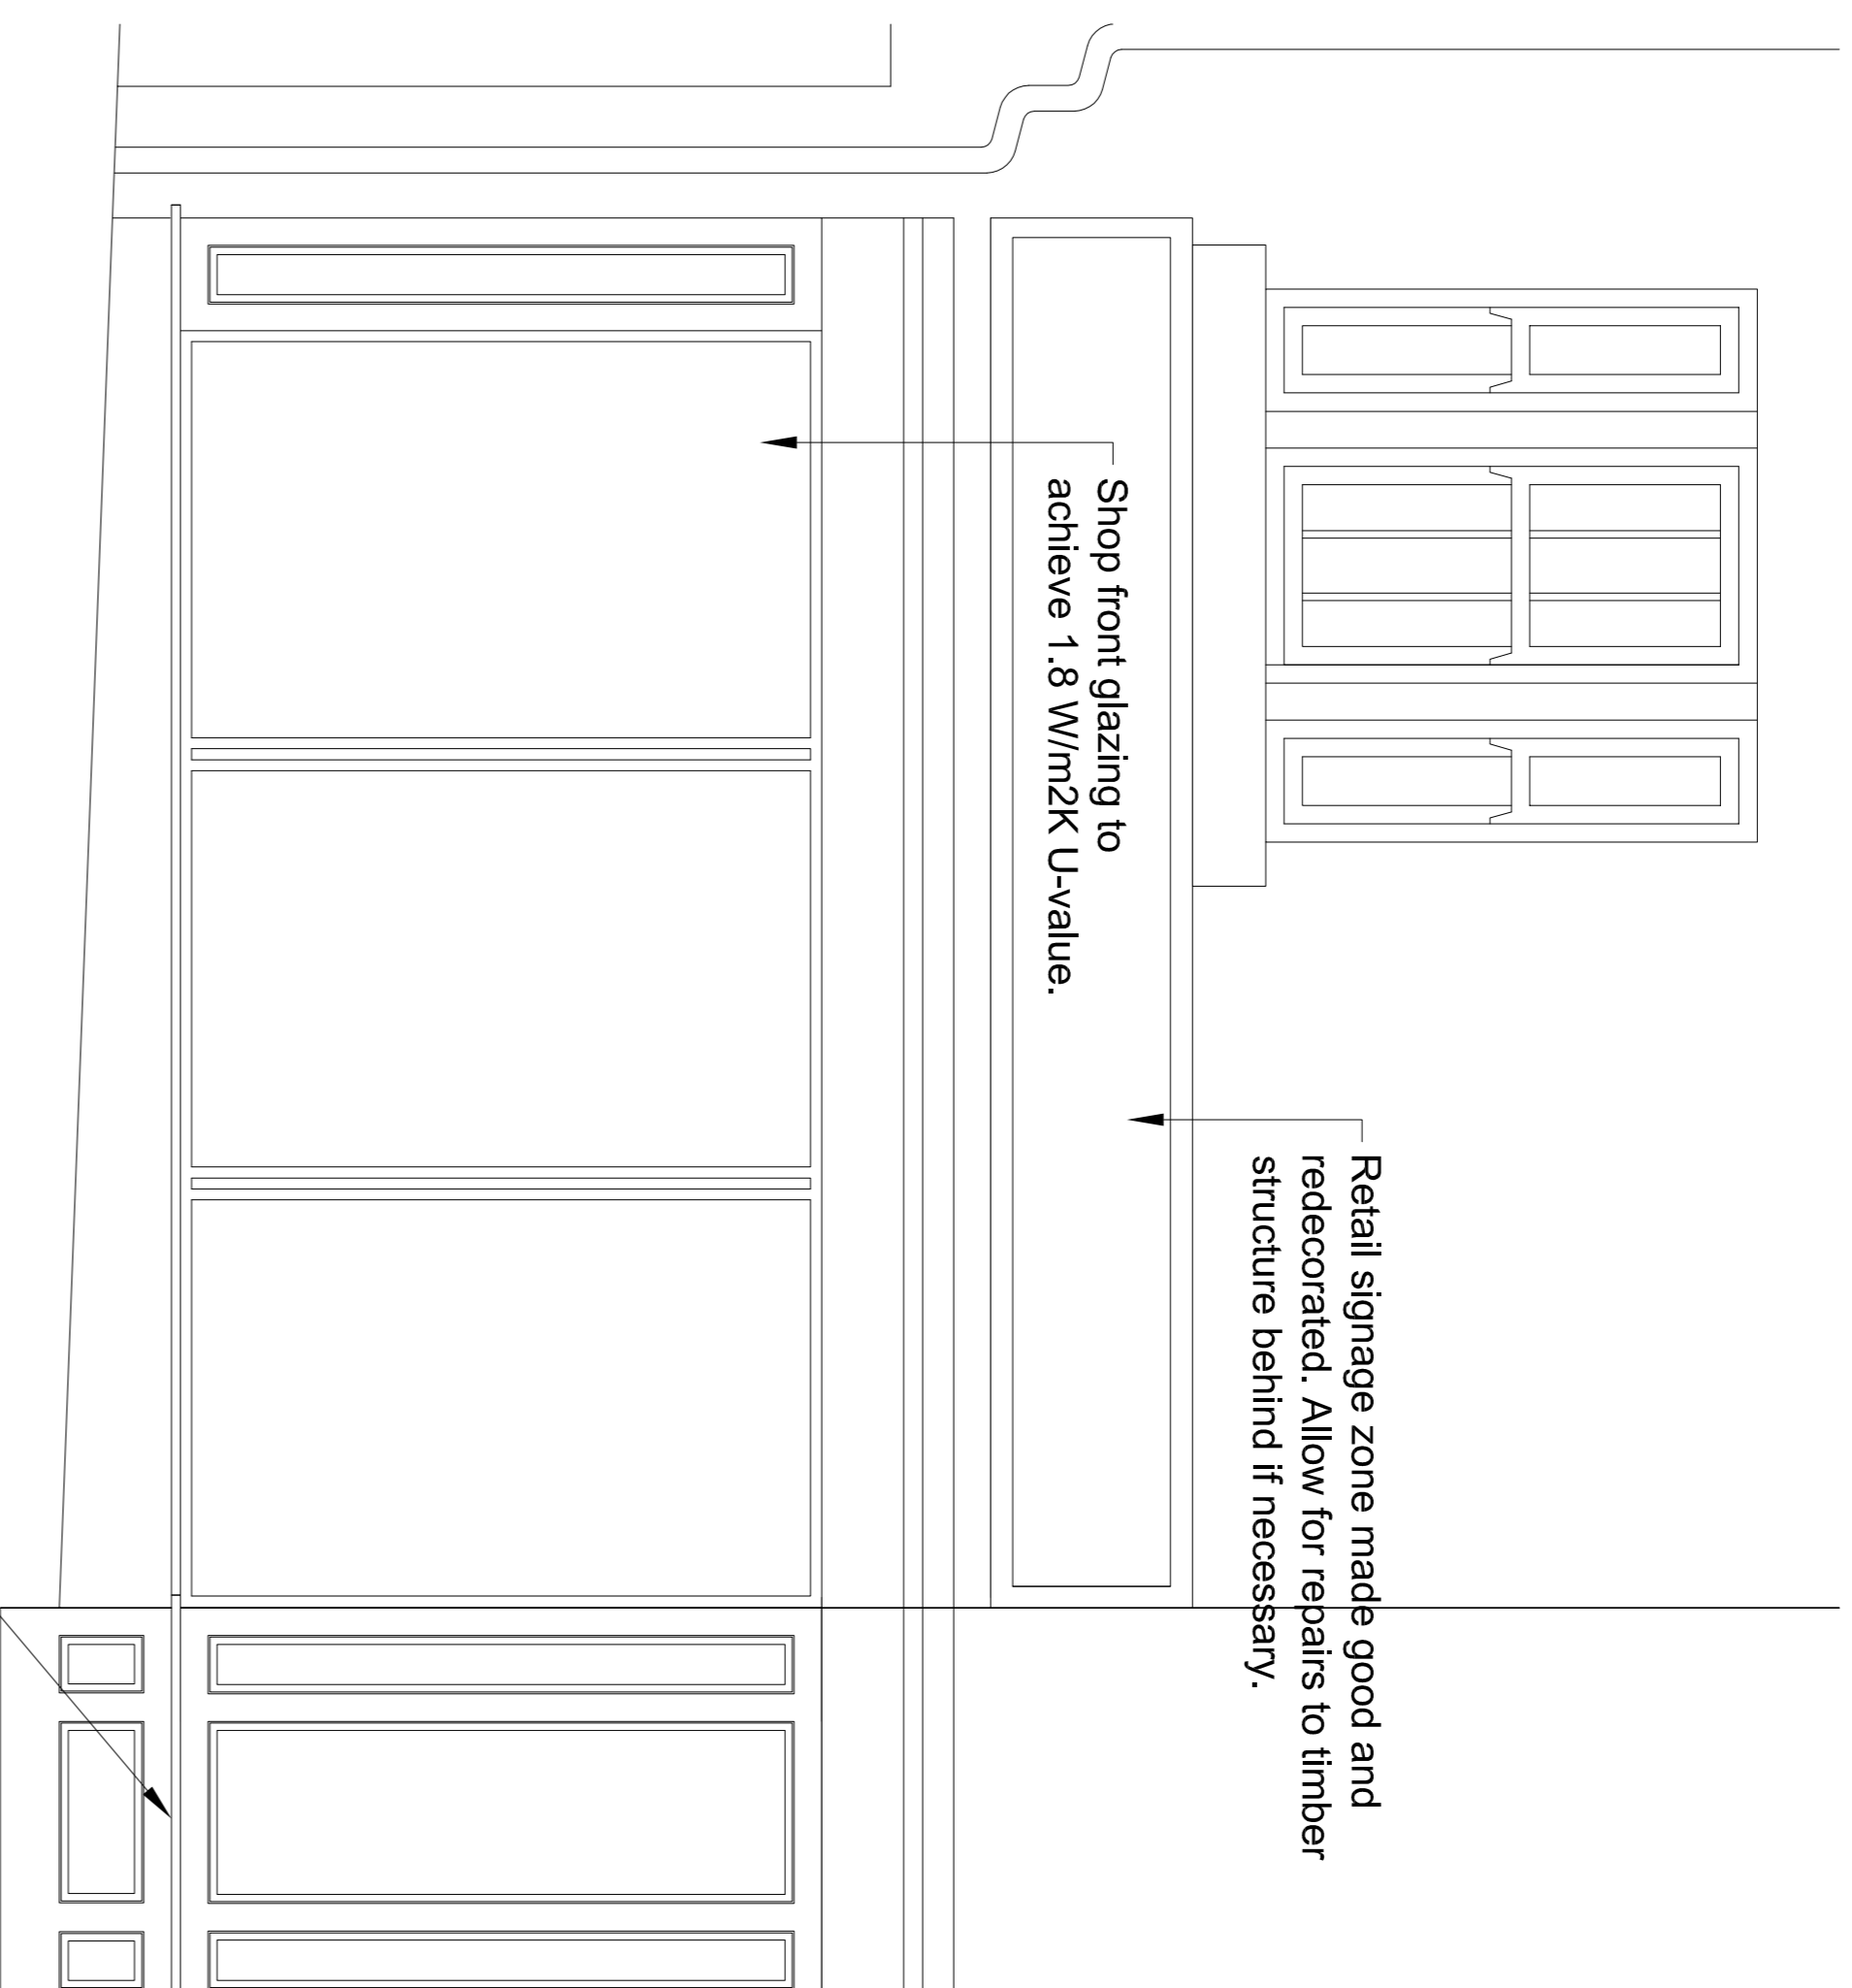 Shop front glazing to
achieve 1.8 W/m2K U-value.
Retail signage zone made good and
redecorated. Allow for repairs to timber
structure behind if necessary.